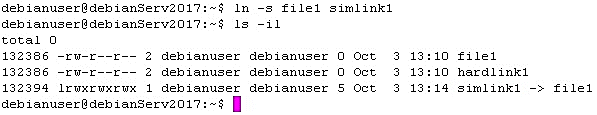 debianuser@debianServ2017:~$ ln -s file1 simlink1
debianuser@debianServ2017:~$ ls -il
total 0
132386 -rw-r--r-- 2 debianuser debianuser 0 Oct  3 13:10 file1
132386 -rw-r--r-- 2 debianuser debianuser 0 Oct  3 13:10 hardlink1
132394 lrwxrwxrwx 1 debianuser debianuser 5 Oct  3 13:14 simlink1 -> file1
debianuser@debianServ2017:~$